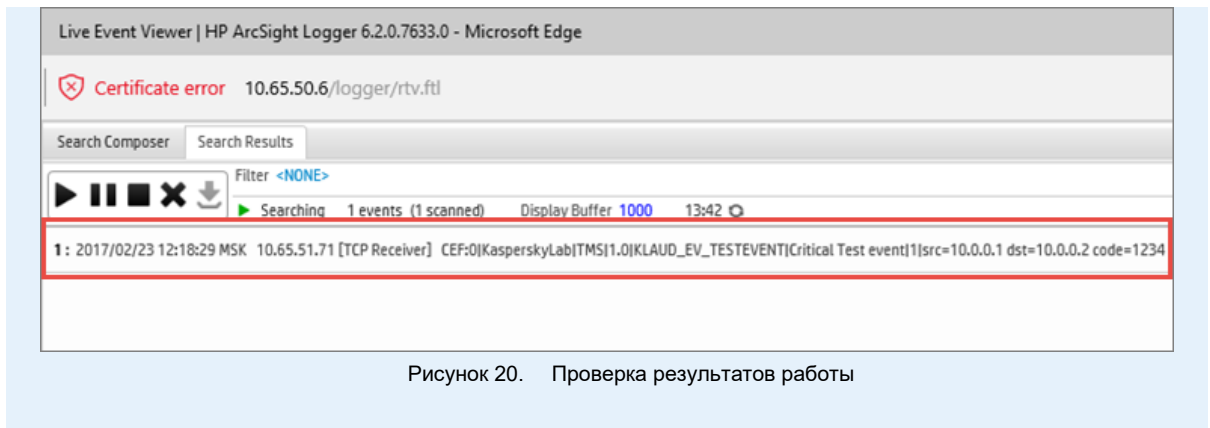 Live Event Viewer | HP ArcSight Logger 6.2.0.7633.0 - Microsoft Edge
Certificate error 10.65.50.6/logger/rtv.ftl
Search Composer Search Results
Filter <NONE>
Searching 1 events (1 scanned) Display Buffer 1000 13:42
1 : 2017/02/23 12:18:29 MSK 10.65.51.71 [TCP Receiver] CEF:0|KasperskyLab|TMS|1.0|KLAUD_EV_TESTEVENT|Critical Test event|1|src=10.0.0.1 dst=10.0.0.2 code=1234
Рисунок 20. Проверка результатов работы